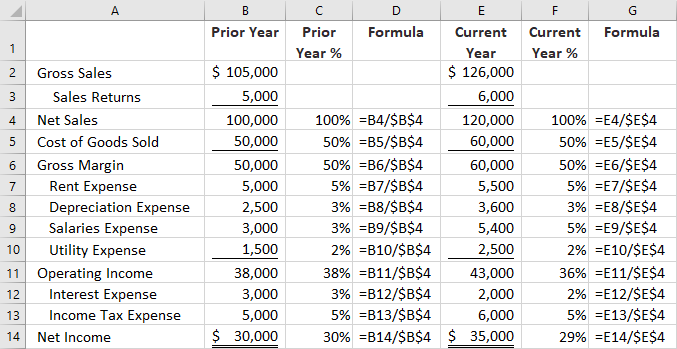 A B C D E F G
1 Prior Year Prior Year % Formula Current Year Current Year % Formula
2 Gross Sales $ 105,000 $ 126,000
3 Sales Returns 5,000 6,000
4 Net Sales 100,000 100% =B4/$B$4 120,000 100% =E4/$E$4
5 Cost of Goods Sold 50,000 50% =B5/$B$4 60,000 50% =E5/$E$4
6 Gross Margin 50,000 50% =B6/$B$4 60,000 50% =E6/$E$4
7 Rent Expense 5,000 5% =B7/$B$4 5,500 5% =E7/$E$4
8 Depreciation Expense 2,500 3% =B8/$B$4 3,600 3% =E8/$E$4
9 Salaries Expense 3,000 3% =B9/$B$4 5,400 5% =E9/$E$4
10 Utility Expense 1,500 2% =B10/$B$4 2,500 2% =E10/$E$4
11 Operating Income 38,000 38% =B11/$B$4 43,000 36% =E11/$E$4
12 Interest Expense 3,000 3% =B12/$B$4 2,000 2% =E12/$E$4
13 Income Tax Expense 5,000 5% =B13/$B$4 6,000 5% =E13/$E$4
14 Net Income $ 30,000 30% =B14/$B$4 $ 35,000 29% =E14/$E$4